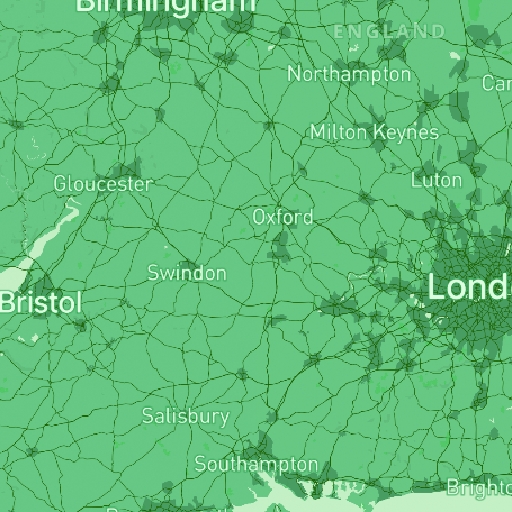 Birmingham
ENGLAND
Northampton
Milton Keynes
Gloucester
Luton
Oxford
Swindon
Bristol
Salisbury
Southampton